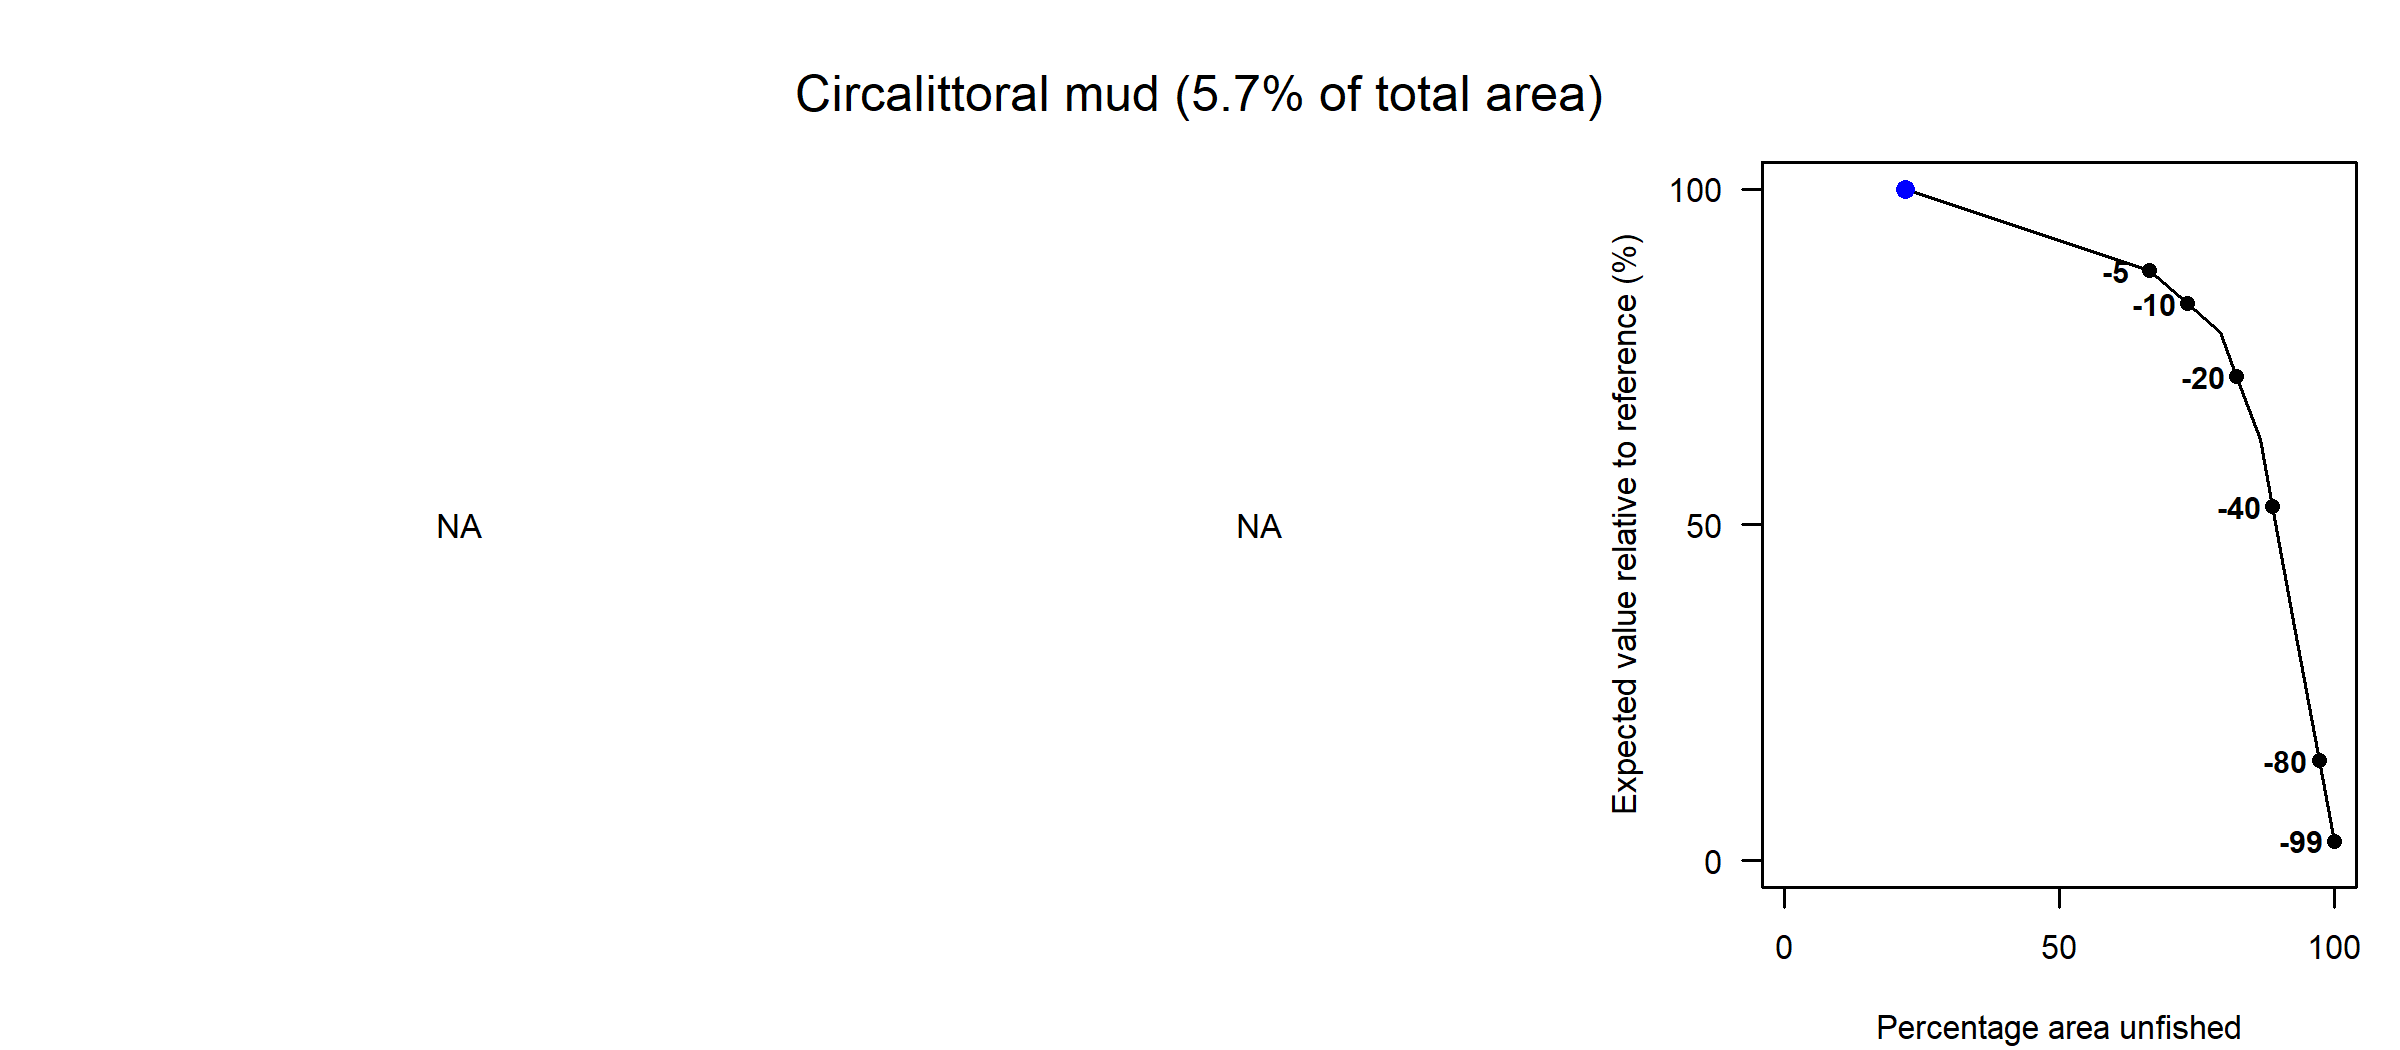 Circalittoral mud (5.7% of total area)
NA
NA
Expected value relative to reference (%)
100
50
0
-5
-10
-20
-40
-80
-99
0 50 100
Percentage area unfished